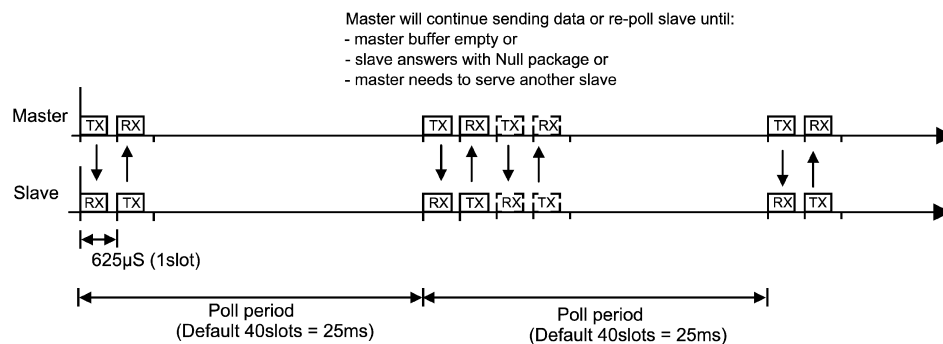 Master will continue sending data or re-poll slave until:
- master buffer empty or
- slave answers with Null package or
- master needs to serve another slave
Master TX RX TX RX TX RX TX RX
Slave RX TX RX TX RX TX RX TX
625µS (1slot)
Poll period
(Default 40slots = 25ms)
Poll period
(Default 40slots = 25ms)